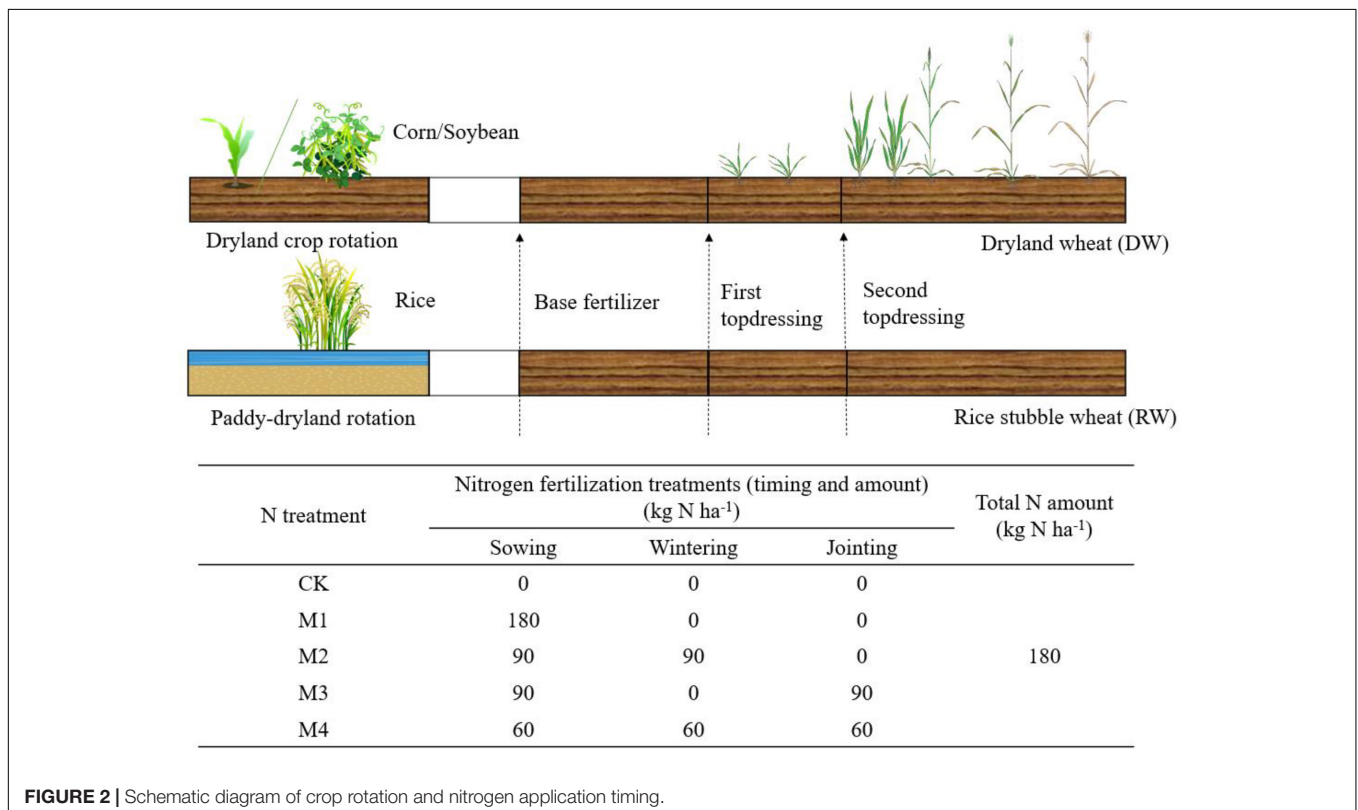 Corn/Soybean
Dryland crop rotation
Dryland wheat (DW)
Rice
Base fertilizer
First
topdressing
Second
topdressing
Paddy-dryland rotation
Rice stubble wheat (RW)
N treatment
Nitrogen fertilization treatments (timing and amount)
(kg N ha-1)
Total N amount
(kg N ha-1)
Sowing Wintering Jointing
CK 0 0 0
M1 180 0 0
M2 90 90 0 180
M3 90 0 90
M4 60 60 60
FIGURE 2 | Schematic diagram of crop rotation and nitrogen application timing.